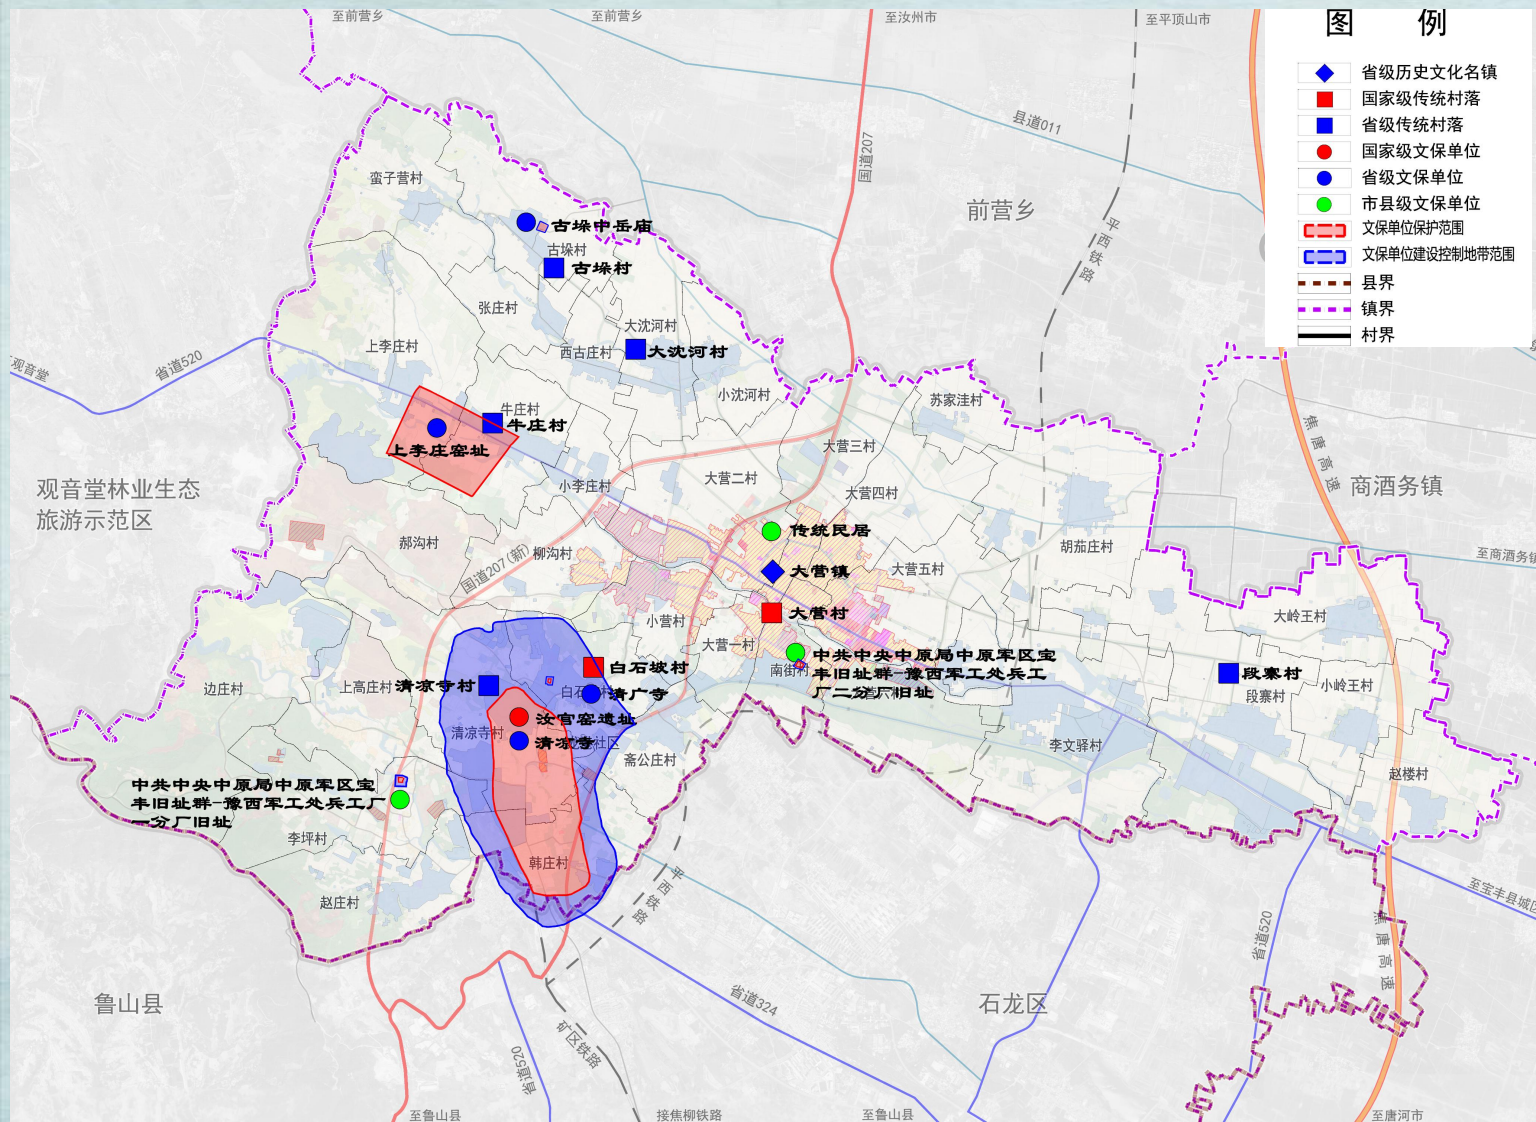 至前营乡
至前营乡
至汝州市
至平顶山市
图 例
省级历史文化名镇
国家级传统村落
省级传统村落
国家级文保单位
省级文保单位
市县级文保单位
文保单位保护范围
文保单位建设控制地带范围
县界
镇界
村界
县道011
国道207
前营乡
平西铁路
蛮子营村
古垛中岳庙
古垛村
古垛村
张庄村
大沈河村
西古庄村
大沈河村
上李庄村
省道520
观音堂
小沈河村
苏家洼村
牛庄村
牛庄村
上李庄窑址
大营三村
大营二村
大营四村
小李庄村
焦唐高速
商酒务镇
观音堂林业生态
旅游示范区
传统民居
郝沟村
柳沟村
国道207(新)
大营镇
大营五村
胡茄庄村
至商酒务镇
大营村
小营村
大营一村
大岭王村
白石坡村
南街村
中共中央中原局中原军区宝
丰旧址群-豫西军工处兵工
厂二分厂旧址
段寨村
段寨村
小岭王村
边庄村
上高庄村
清凉寺村
清广寺
汝官窑遗址
清凉寺村
清凉寺
社区
斋公庄村
李文驿村
赵楼村
中共中央中原局中原军区宝
丰旧址群-豫西军工处兵工厂
一分厂旧址
李坪村
韩庄村
赵庄村
平西铁路
至宝丰县城区
焦唐高速
省道520
鲁山县
省道324
石龙区
矿区铁路
省道520
至鲁山县
接焦柳铁路
至鲁山县
至唐河市